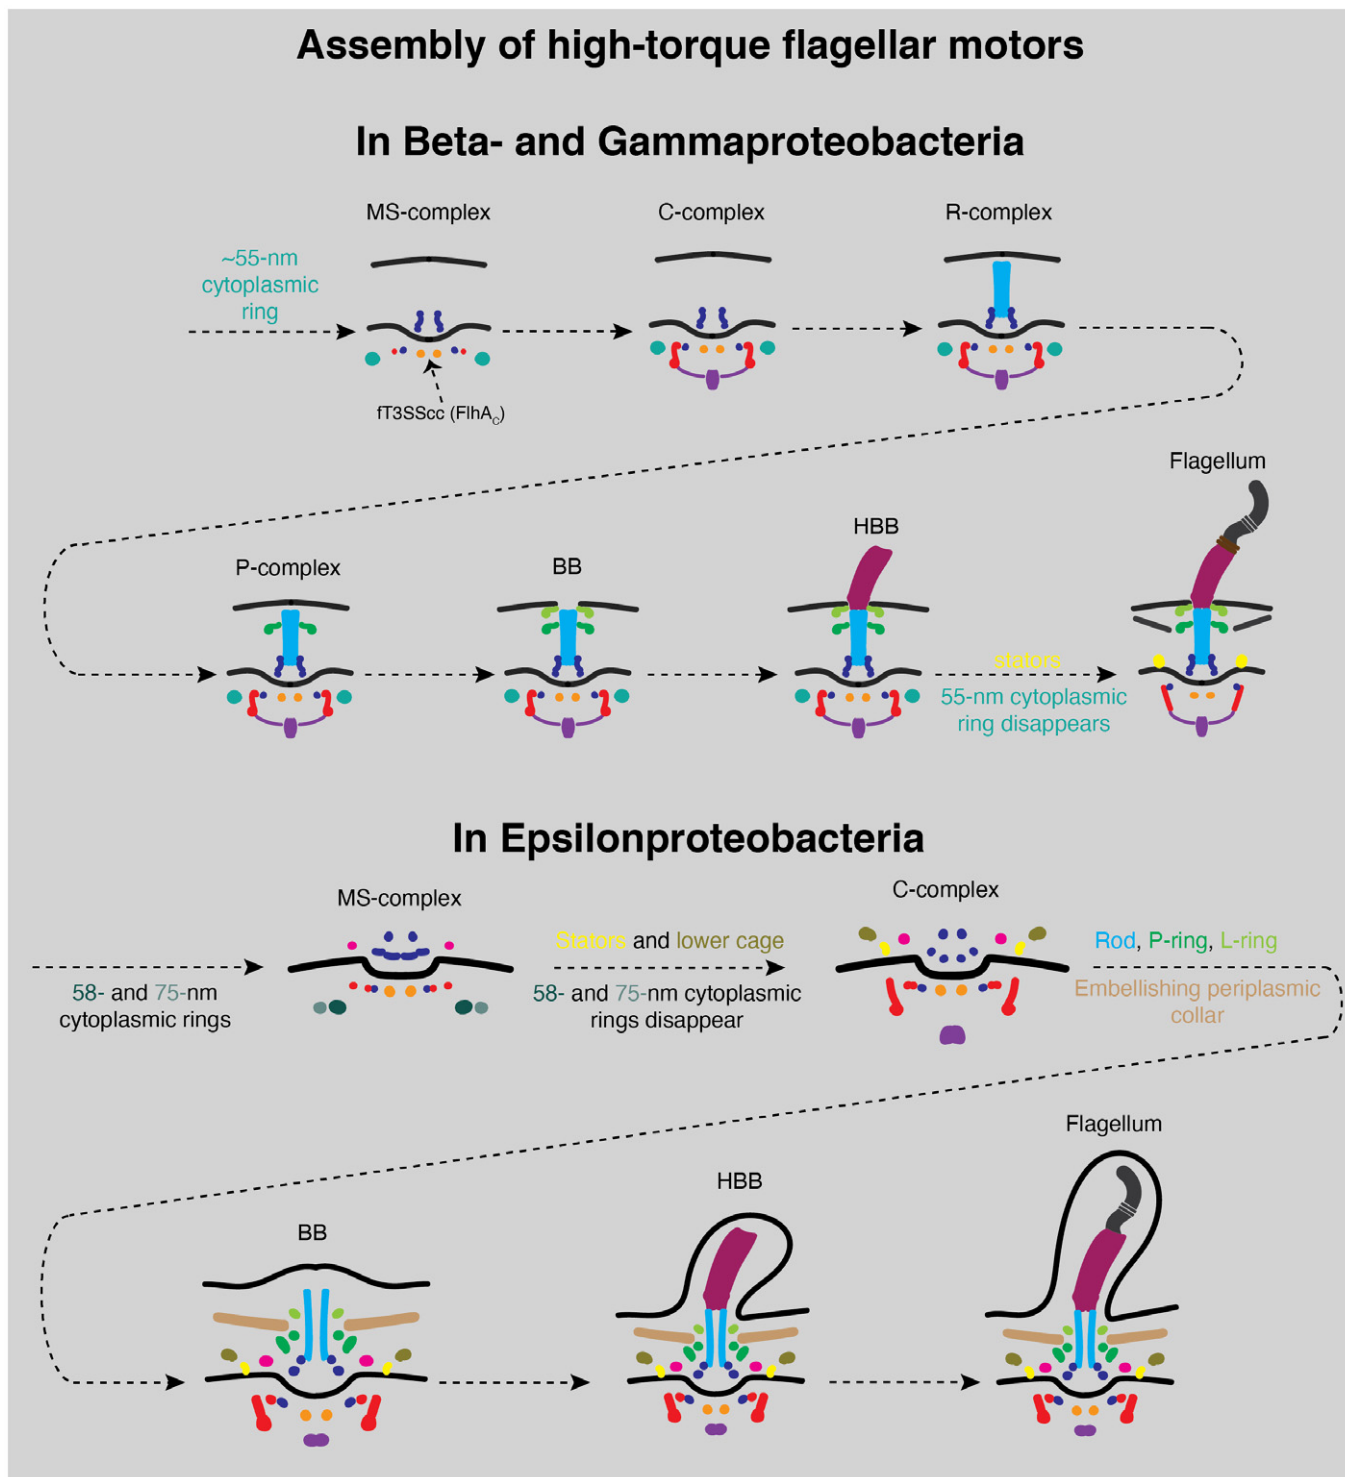 Assembly of high-torque flagellar motors
In Beta- and Gammaproteobacteria
MS-complex
C-complex
R-complex
~55-nm
cytoplasmic
ring
fT3SScc (FlhAC)
Flagellum
HBB
P-complex
BB
stators
55-nm cytoplasmic
ring disappears
In Epsilonproteobacteria
MS-complex
C-complex
Stators and lower cage
Rod, P-ring, L-ring
58- and 75-nm
cytoplasmic rings
58- and 75-nm cytoplasmic
rings disappear
Embellishing periplasmic
collar
Flagellum
HBB
BB